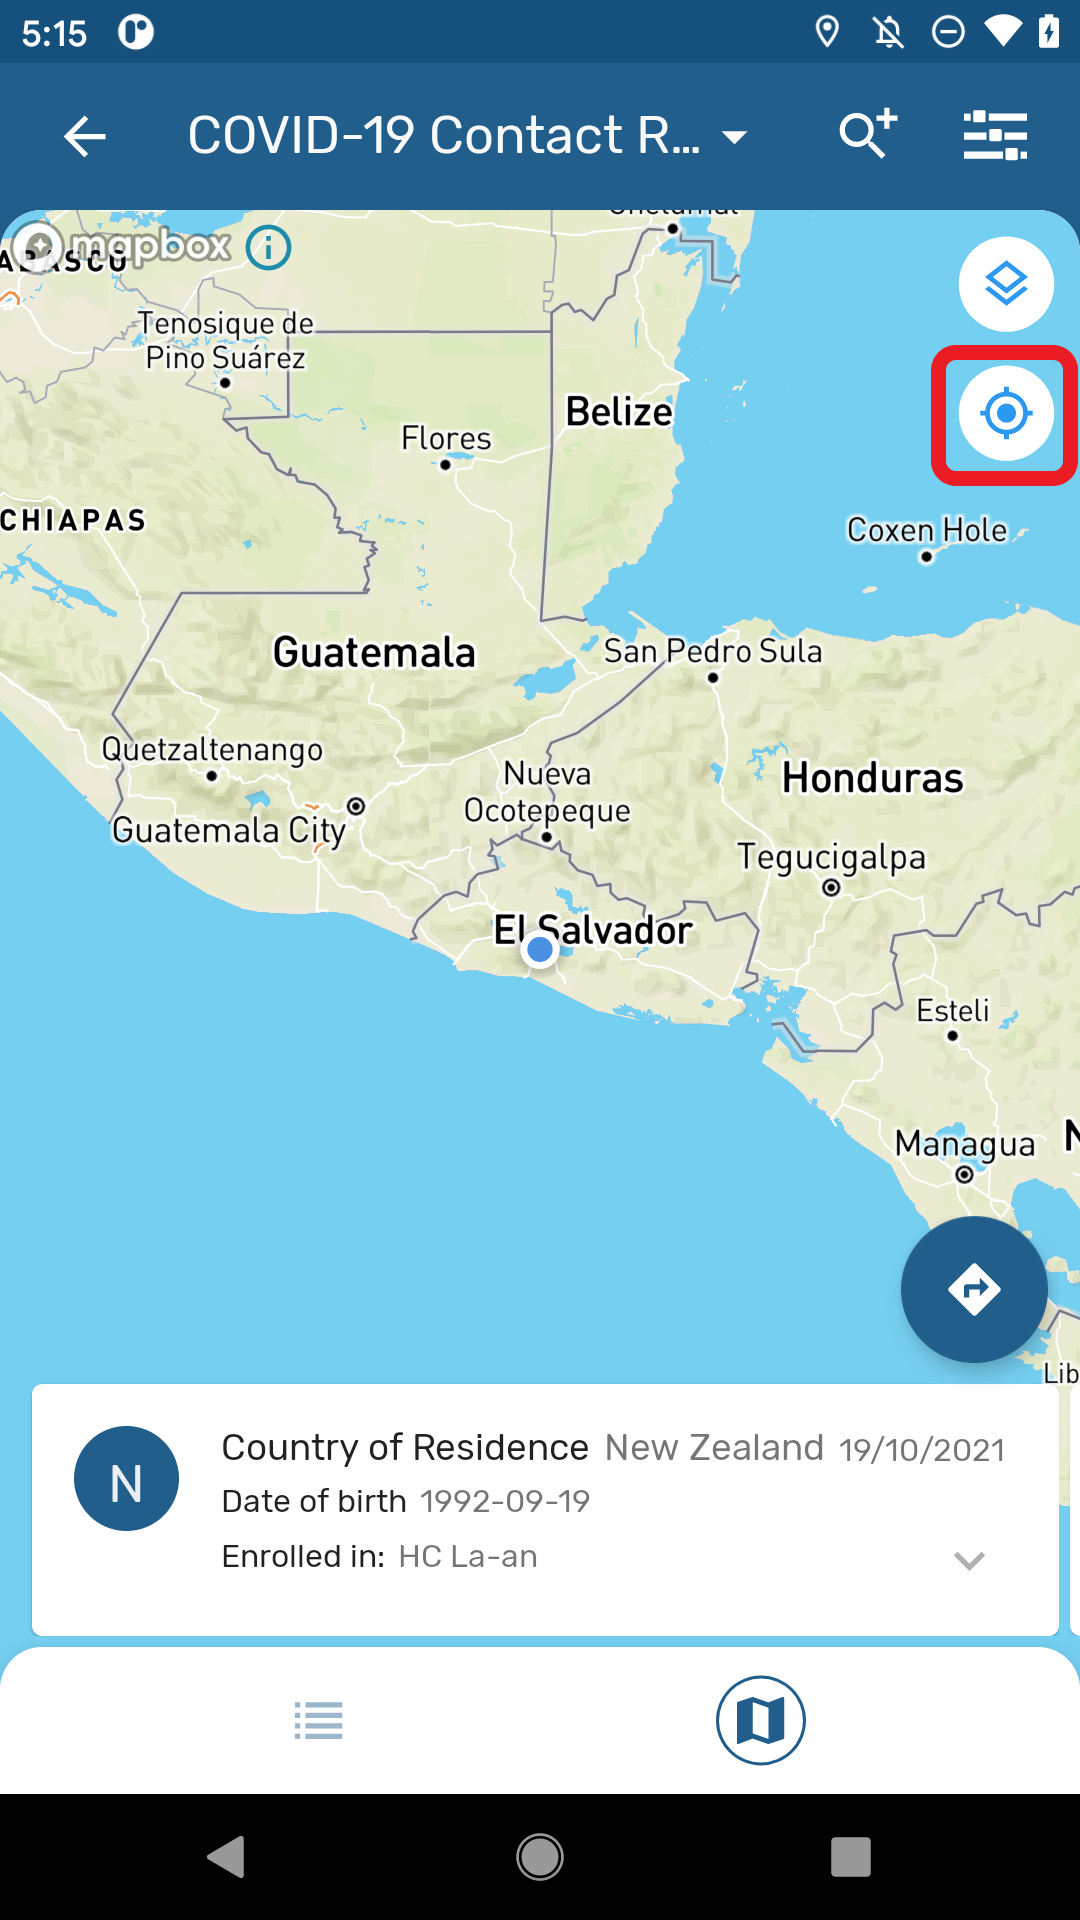 5:15
COVID-19 Contact R...
mapbox
Tenosique de
Pino Suárez
Belize
Flores
CHIAPAS
Coxen Hole
Guatemala
San Pedro Sula
Quetzaltenango
Nueva
Ocotepeque
Honduras
Guatemala City
Tegucigalpa
El Salvador
Esteli
Managua
N
Lib
Country of Residence New Zealand 19/10/2021
N
Date of birth 1992-09-19
Enrolled in: HC La-an